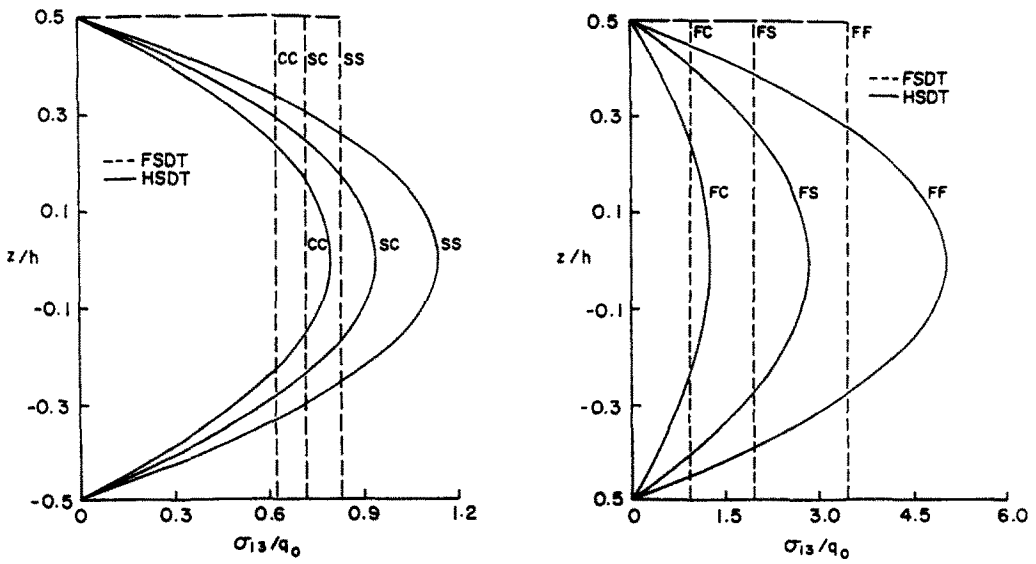 0.5
0.3
0.1
z/h
-0.1
-0.3
-0.5
CC SC SS
--- FSDT
— HSDT
CC SC SS
0 0.3 0.6 0.9 1.2
σ13/q0
0.5
0.3
0.1
z/h
-0.1
-0.3
0.5
FC FS FF
--- FSDT
— HSDT
FC FS FF
0 1.5 3.0 4.5 6.0
σ13/q0